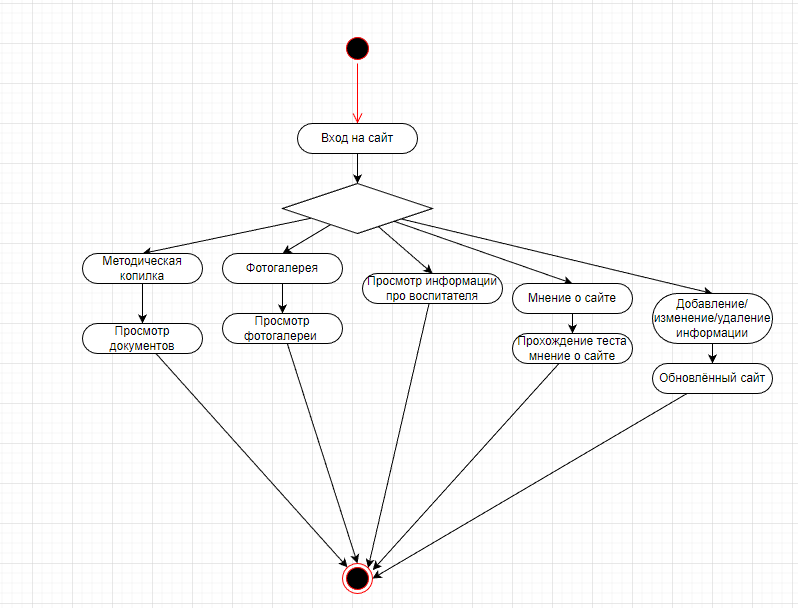 Вход на сайт
Методическая
копилка
Фотогалерея
Просмотр информации
про воспитателя
Мнение о сайте
Добавление/
изменение/удаление
информации
Просмотр
документов
Просмотр
фотогалереи
Прохождение теста
мнение о сайте
Обновлённый сайт